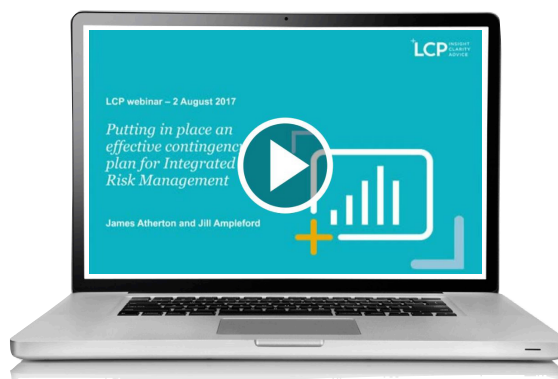 LCP INSIGHT
CLARITY
ADVICE
LCP webinar – 2 August 2017
Putting in place an
effective contingency
plan for Integrated
Risk Management
James Atherton and Jill Ampleford